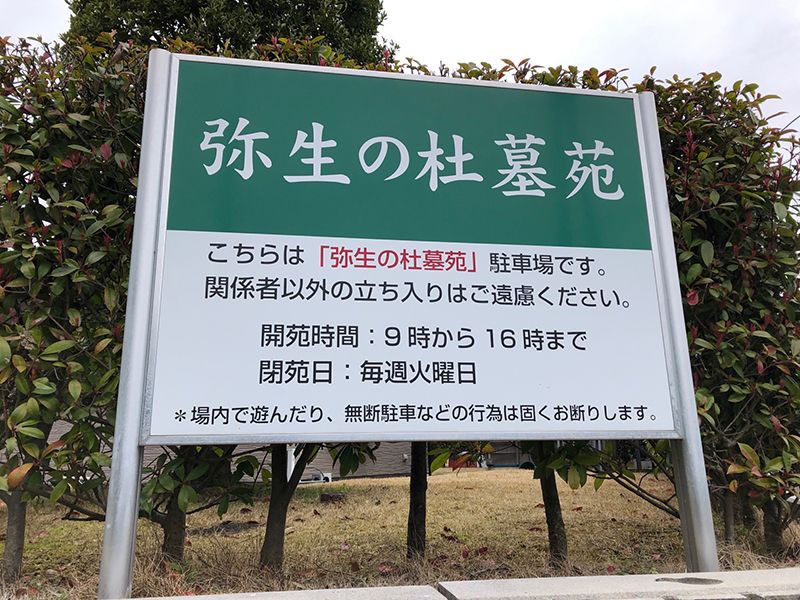 弥生の杜墓苑
こちらは「弥生の杜墓苑」駐車場です。
関係者以外の立ち入りはご遠慮ください。
開苑時間：9時から16時まで
閉苑日：毎週火曜日
＊場内で遊んだり、無断駐車などの行為は固くお断りします。